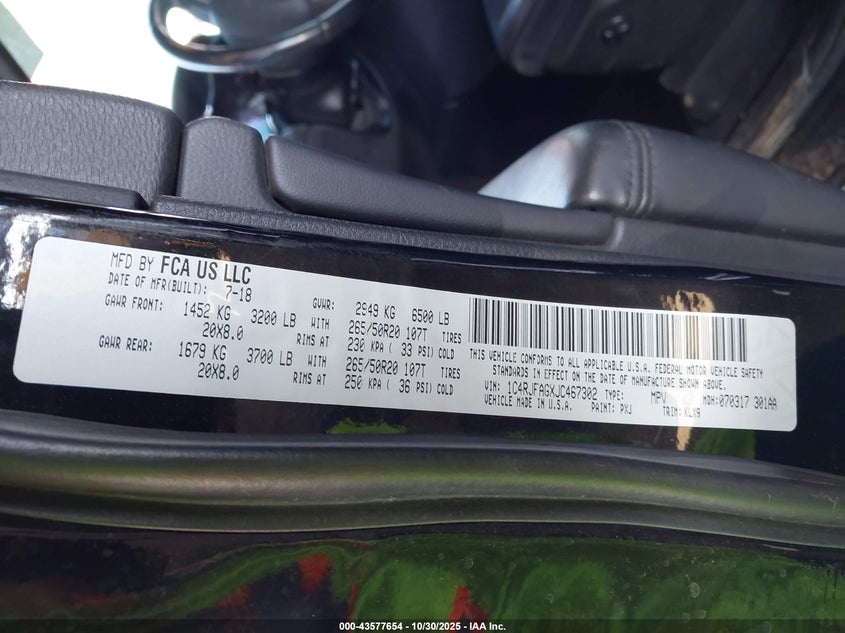 MFD BY FCA US LLC
DATE OF MFR(BUILT): 7-18
GVWR: 2949 KG 6500 LB
GAWR FRONT: 1452 KG 3200 LB WITH 265/50R20 107T TIRES
20X8.0 RIMS AT 230 KPA ( 33 PSI) COLD
GAWR REAR: 1679 KG 3700 LB WITH 265/50R20 107T TIRES
20X8.0 RIMS AT 250 KPA ( 36 PSI) COLD
THIS VEHICLE CONFORMS TO ALL APPLICABLE U.S.A. FEDERAL MOTOR VEHICLE SAFETY
STANDARDS IN EFFECT ON THE DATE OF MANUFACTURE SHOWN ABOVE.
VIN: 1C4RJFAGXJC467302 TYPE: MPV MDH: 070317 301AA
VEHICLE MADE IN U.S.A. PAINT: PXJ TRIM: KLX9
000-43577654 | 10/30/2025 | IAA Inc.